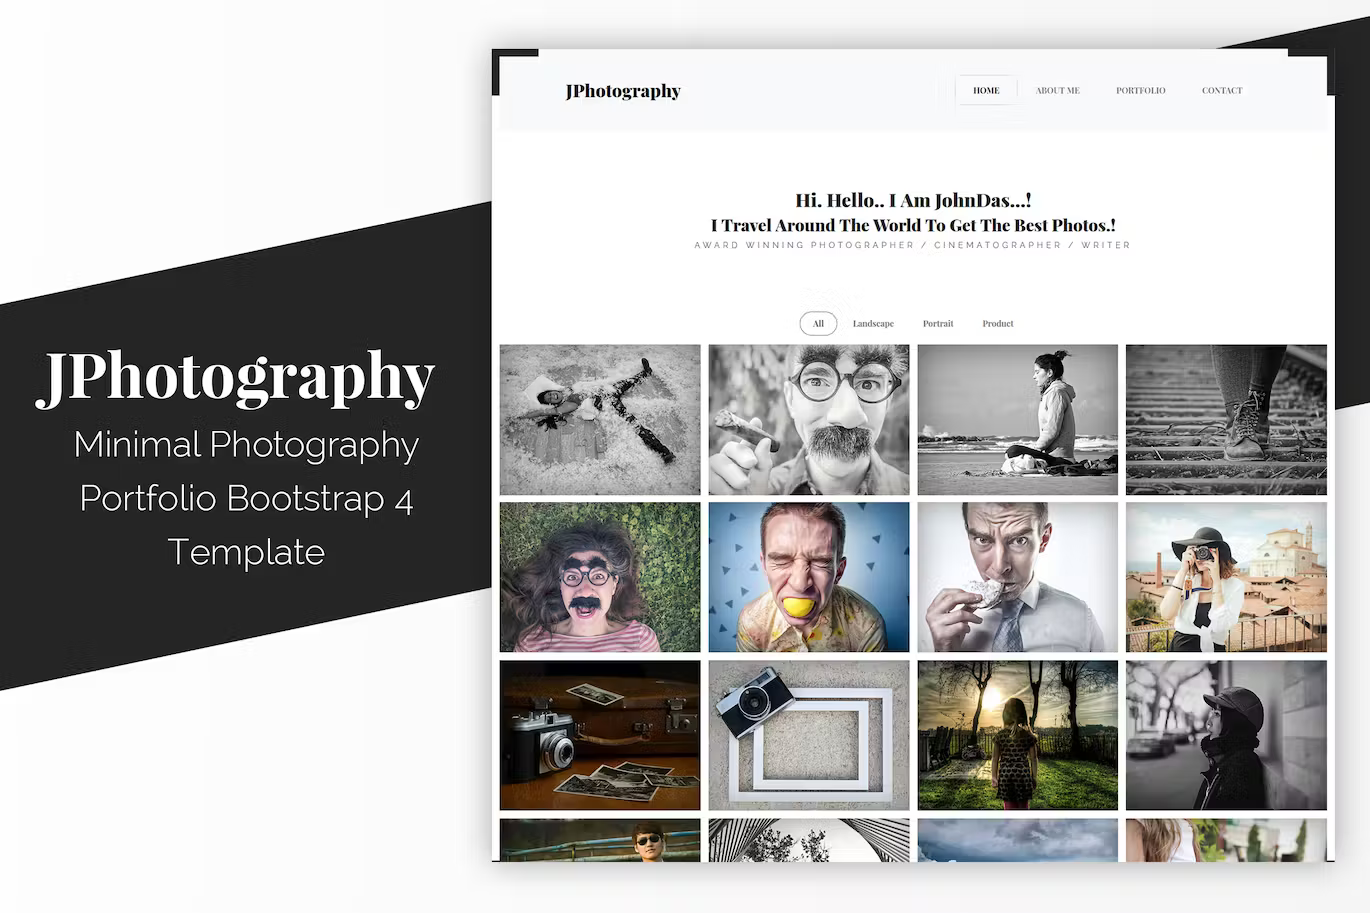 JPhotography
Minimal Photography
Portfolio Bootstrap 4
Template
JPhotography
HOME
ABOUT ME
PORTFOLIO
CONTACT
Hi. Hello.. I Am JohnDas...!
I Travel Around The World To Get The Best Photos.!
AWARD WINNING PHOTOGRAPHER / CINEMATOGRAPHER / WRITER
All
Landscape
Portrait
Product